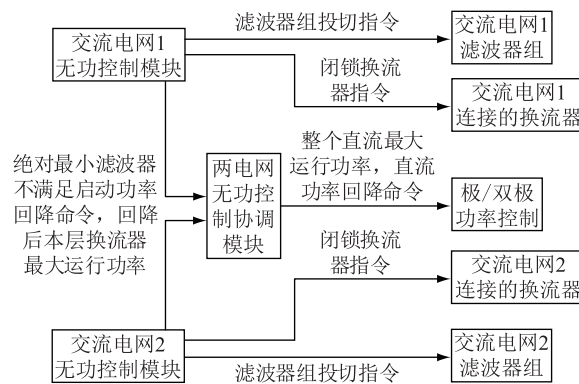 滤波器组投切指令
交流电网1
无功控制模块
交流电网1
滤波器组
闭锁换流
器指令
交流电网1
连接的换流器
绝对最小滤波器
不满足启动功率
回降命令，回降
后本层换流器
最大运行功率
两电网
无功控
制协调
模块
整个直流最大
运行功率，直流
功率回降命令
极/双极
功率控制
闭锁换流
器指令
交流电网2
连接的换流器
交流电网2
无功控制模块
滤波器组投切指令
交流电网2
滤波器组